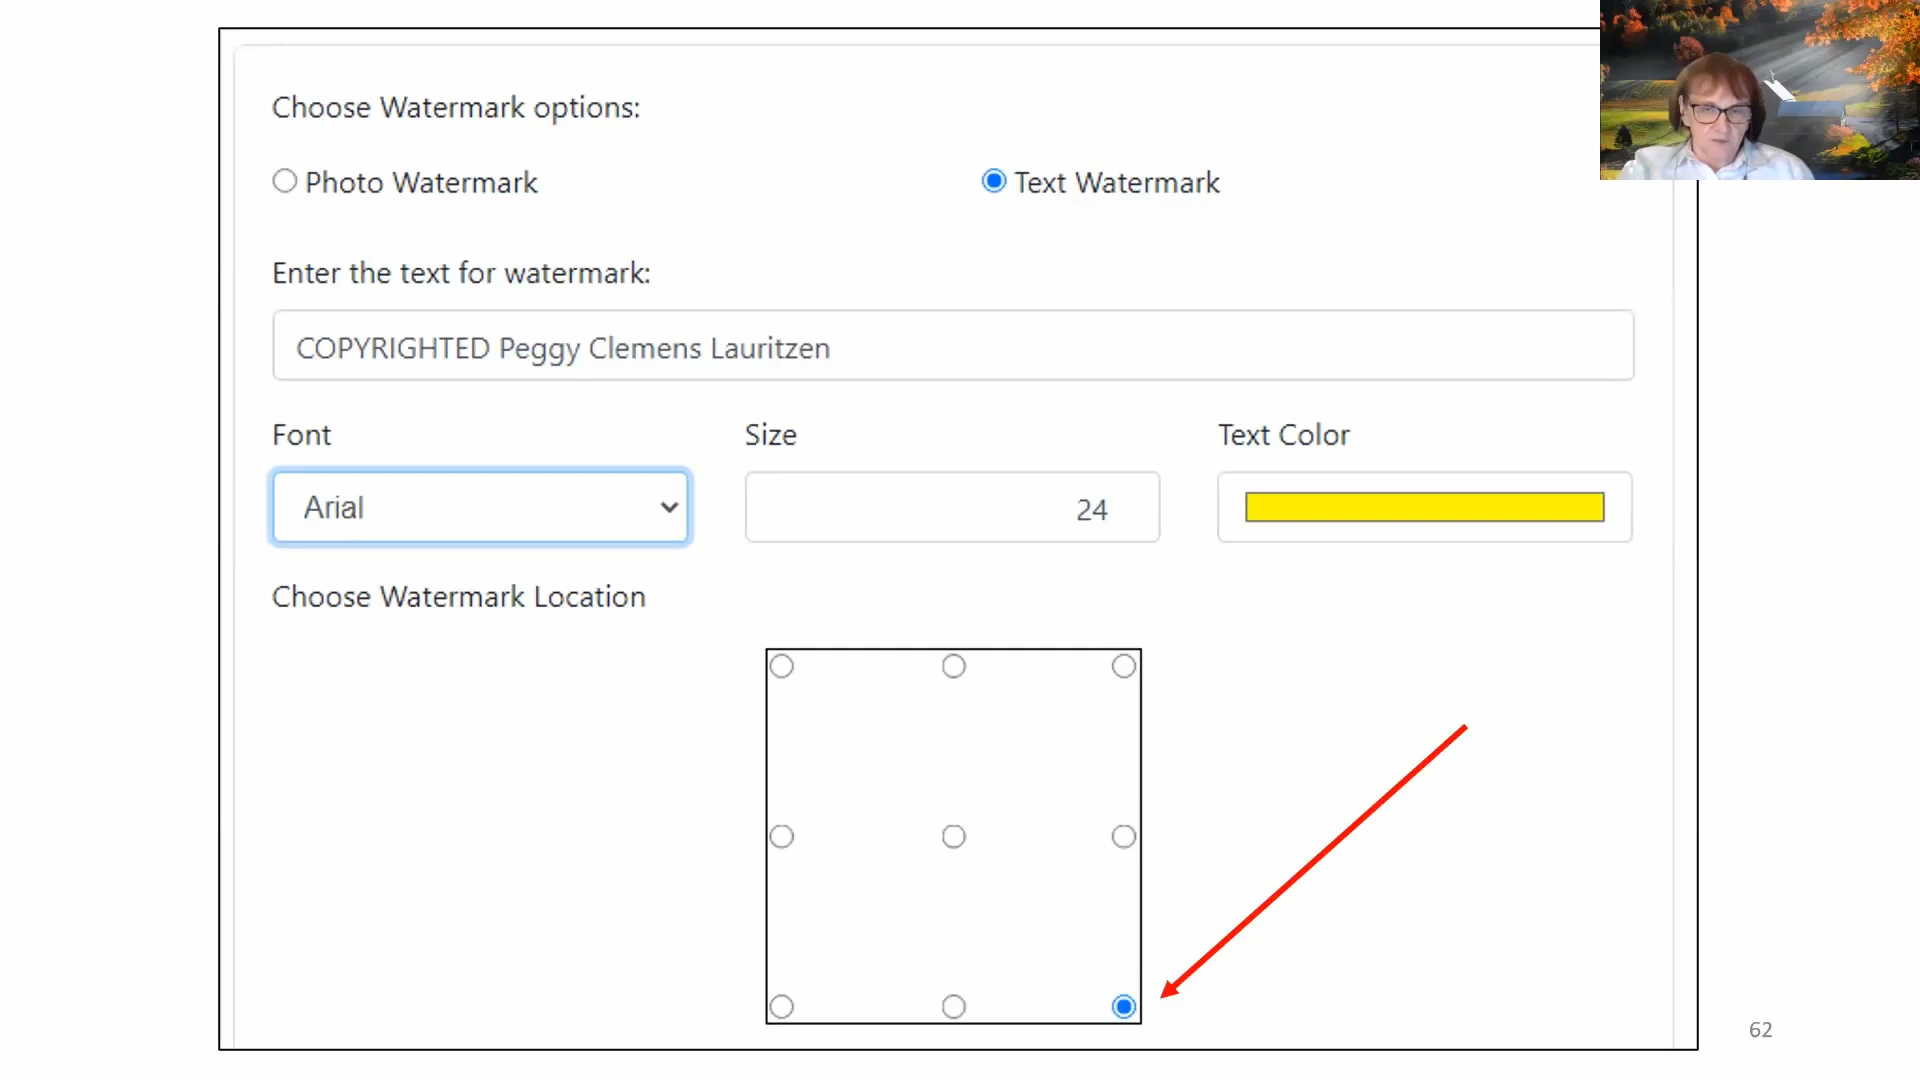 Choose Watermark options:
Photo Watermark Text Watermark
Enter the text for watermark:
COPYRIGHTED Peggy Clemens Lauritzen
Font Size Text Color
Arial 24
Choose Watermark Location
62